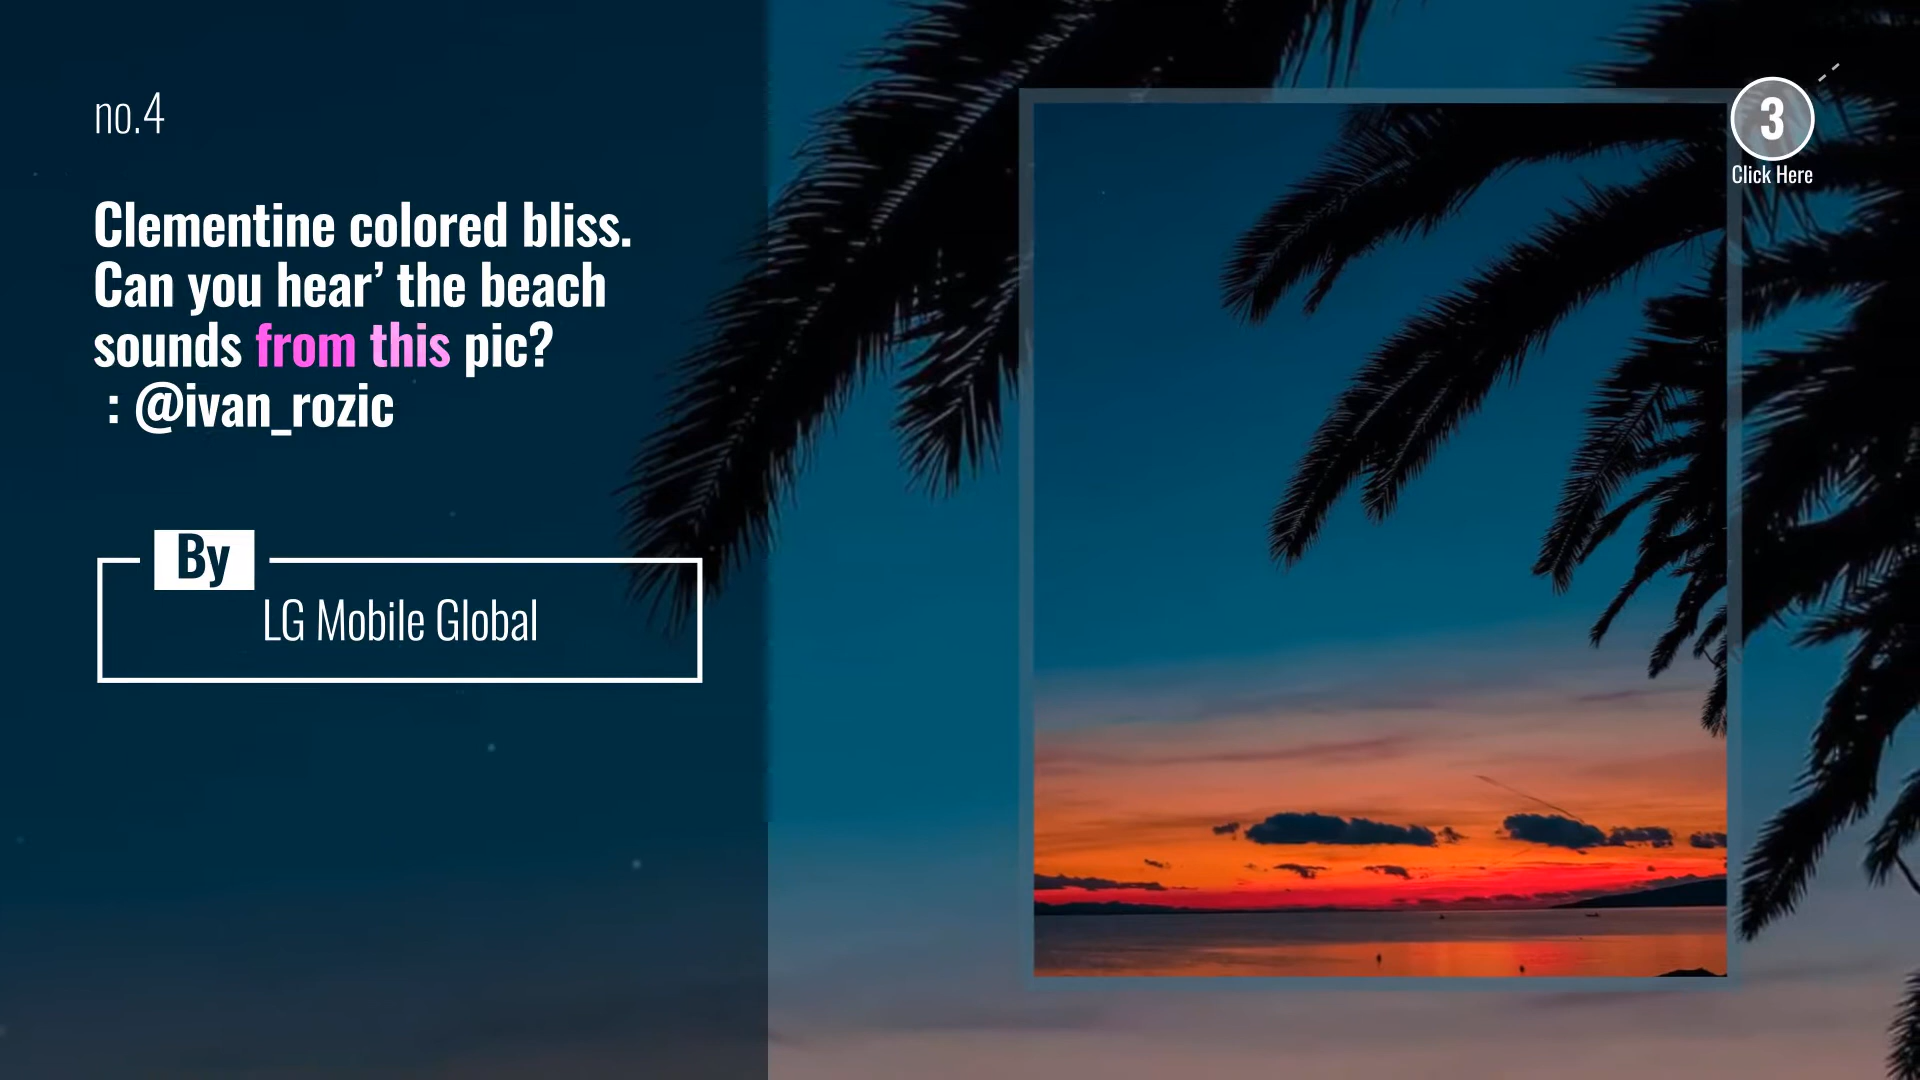 no.4
Clementine colored bliss.
Can you hear’ the beach
sounds from this pic?
: @ivan_rozic
By
LG Mobile Global
3
Click Here